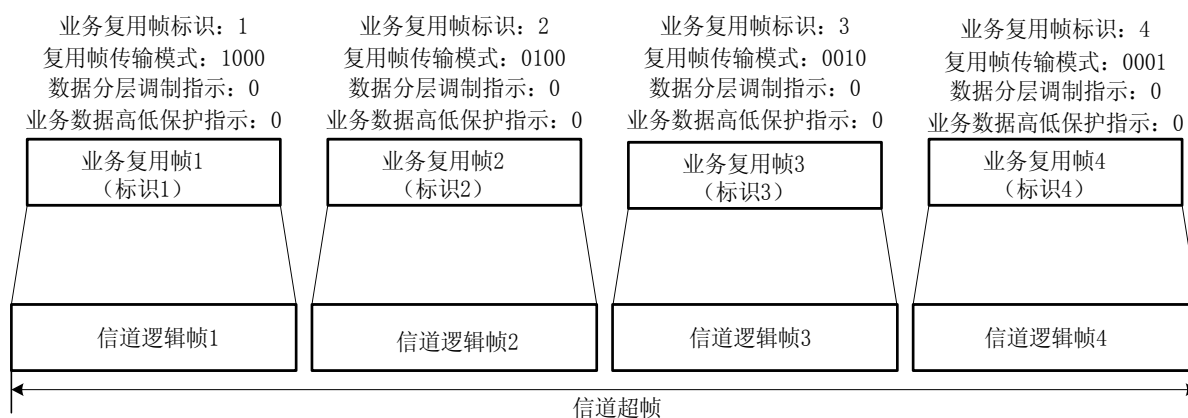 业务复用帧标识：1
复用帧传输模式：1000
数据分层调制指示：0
业务数据高低保护指示：0
业务复用帧1
（标识1）
信道逻辑帧1
业务复用帧标识：2
复用帧传输模式：0100
数据分层调制指示：0
业务数据高低保护指示：0
业务复用帧2
（标识2）
信道逻辑帧2
业务复用帧标识：3
复用帧传输模式：0010
数据分层调制指示：0
业务数据高低保护指示：0
业务复用帧3
（标识3）
信道逻辑帧3
业务复用帧标识：4
复用帧传输模式：0001
数据分层调制指示：0
业务数据高低保护指示：0
业务复用帧4
（标识4）
信道逻辑帧4
信道超帧